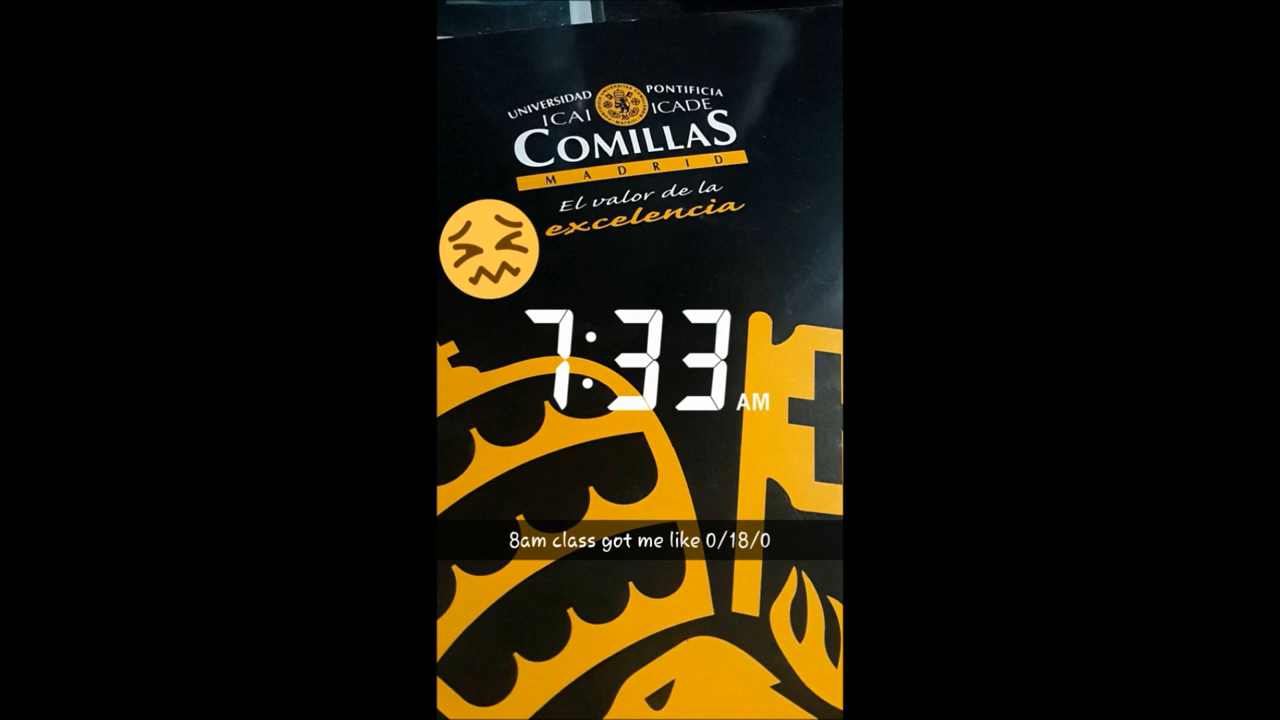 UNIVERSIDAD PONTIFICIA
ICAI ICADE
COMILLAS
MADRID
El valor de la
excelencia
7:33 AM
8am class got me like 0/18/0